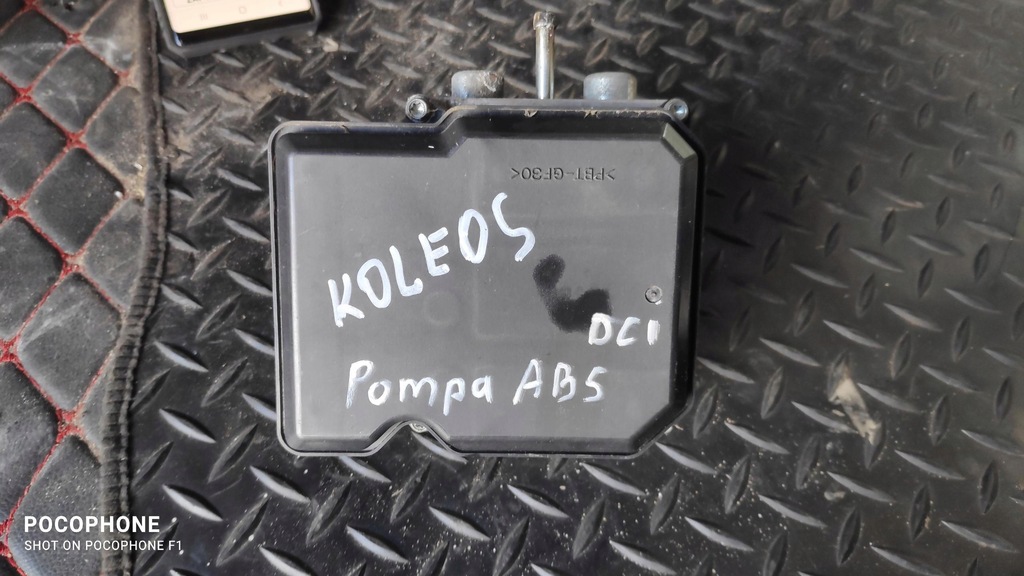 >PBT-GF30<
KOLEOS
DCI
Pompa ABS
POCOPHONE
SHOT ON POCOPHONE F1